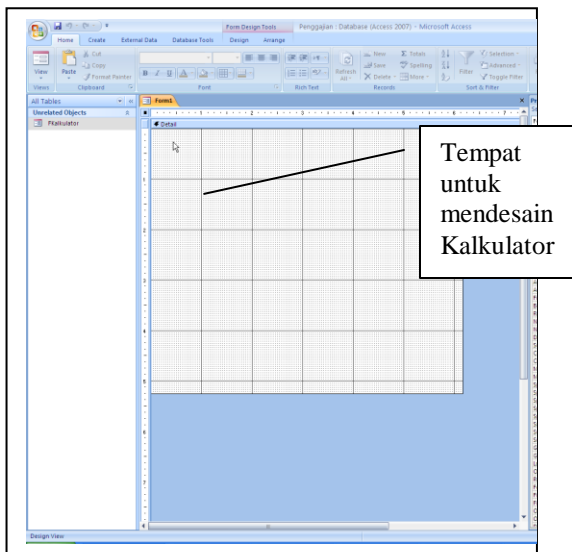 Form Design Tools
Penggajian : Database (Access 2007) - Microsoft Access
Home Create External Data Database Tools Design Arrange
View
Paste
Cut
Copy
Format Painter
Refresh All
New
Save
Delete
Totals
Spelling
More
Filter
Selection
Advanced
Toggle Filter
Views Clipboard Font Rich Text Records Sort & Filter
All Tables
Unrelated Objects
FKalkulator
Form1
Detail
Tempat
untuk
mendesain
Kalkulator
Design View